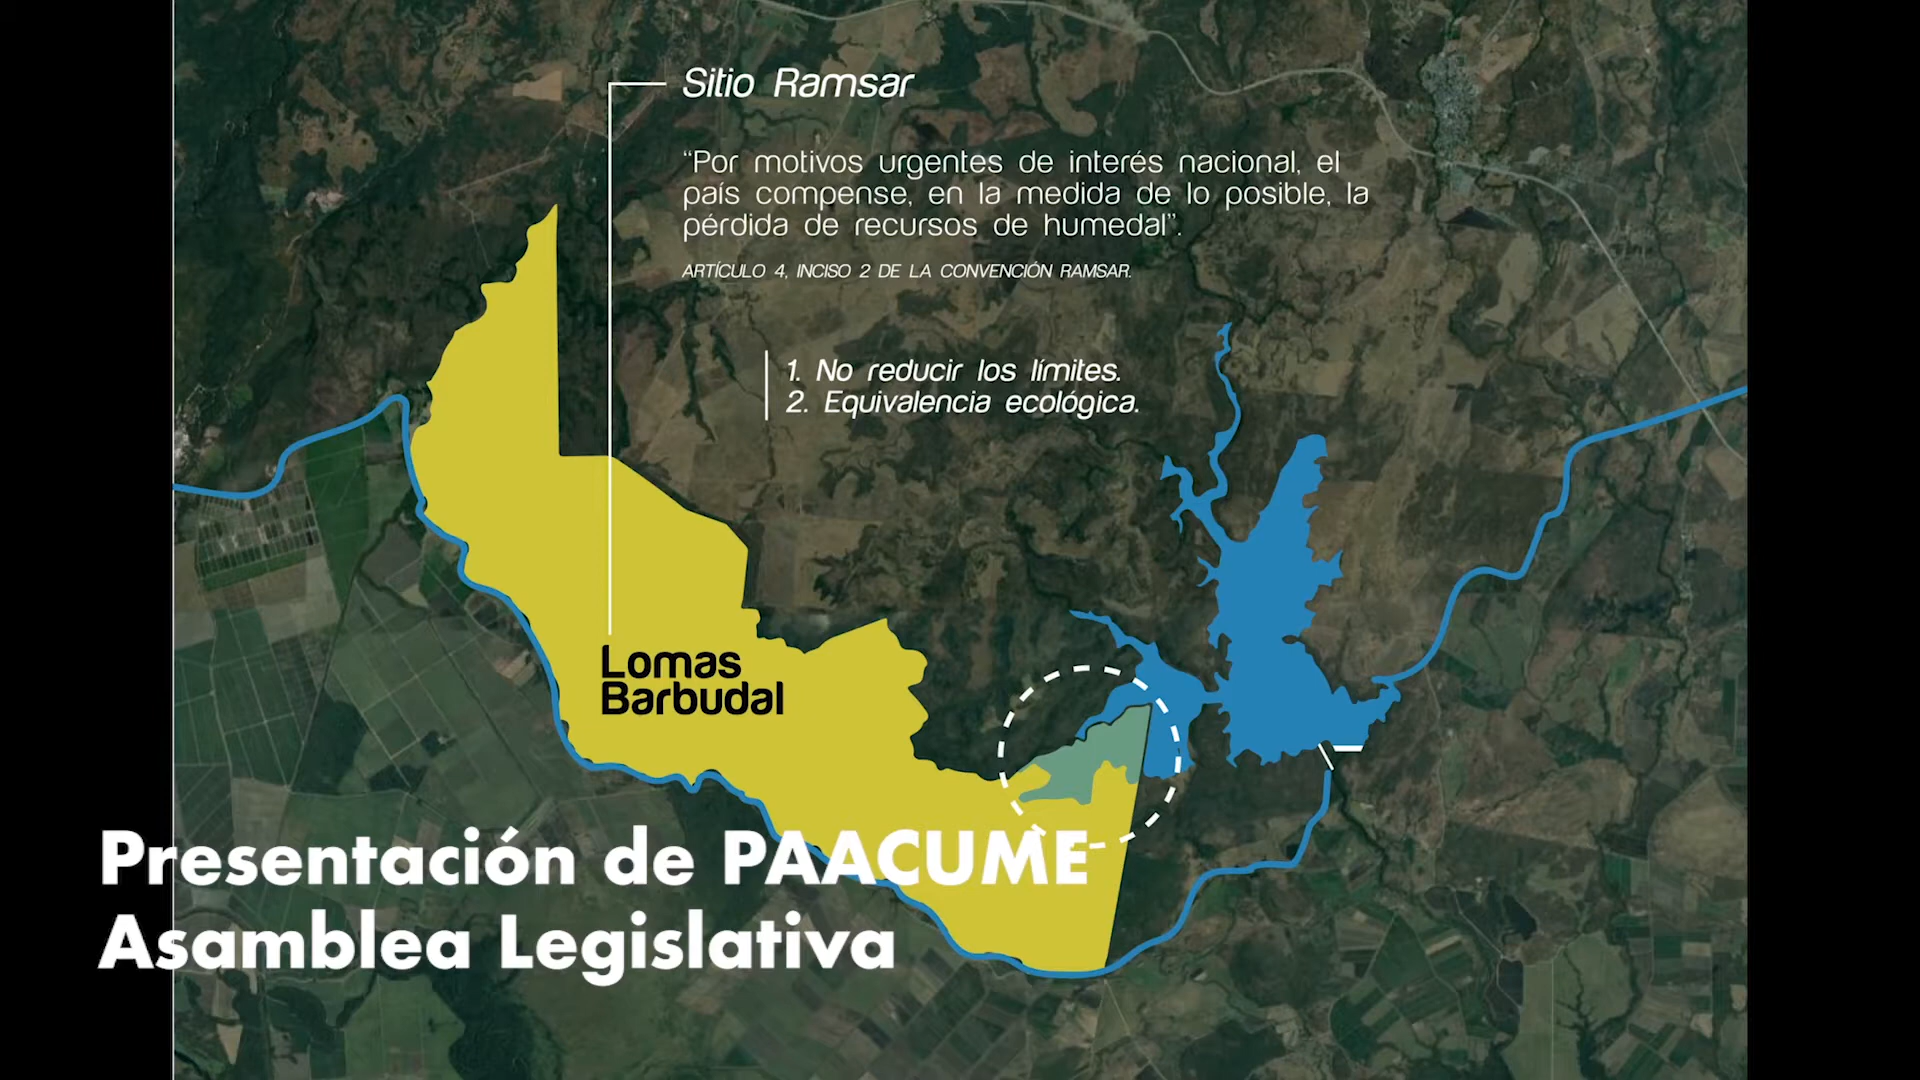 Sitio Ramsar
“Por motivos urgentes de interés nacional, el
país compense, en la medida de lo posible, la
pérdida de recursos de humedal”.
ARTÍCULO 4, INCISO 2 DE LA CONVENCIÓN RAMSAR.
1. No reducir los límites.
2. Equivalencia ecológica.
Lomas
Barbudal
Presentación de PAACUME
Asamblea Legislativa